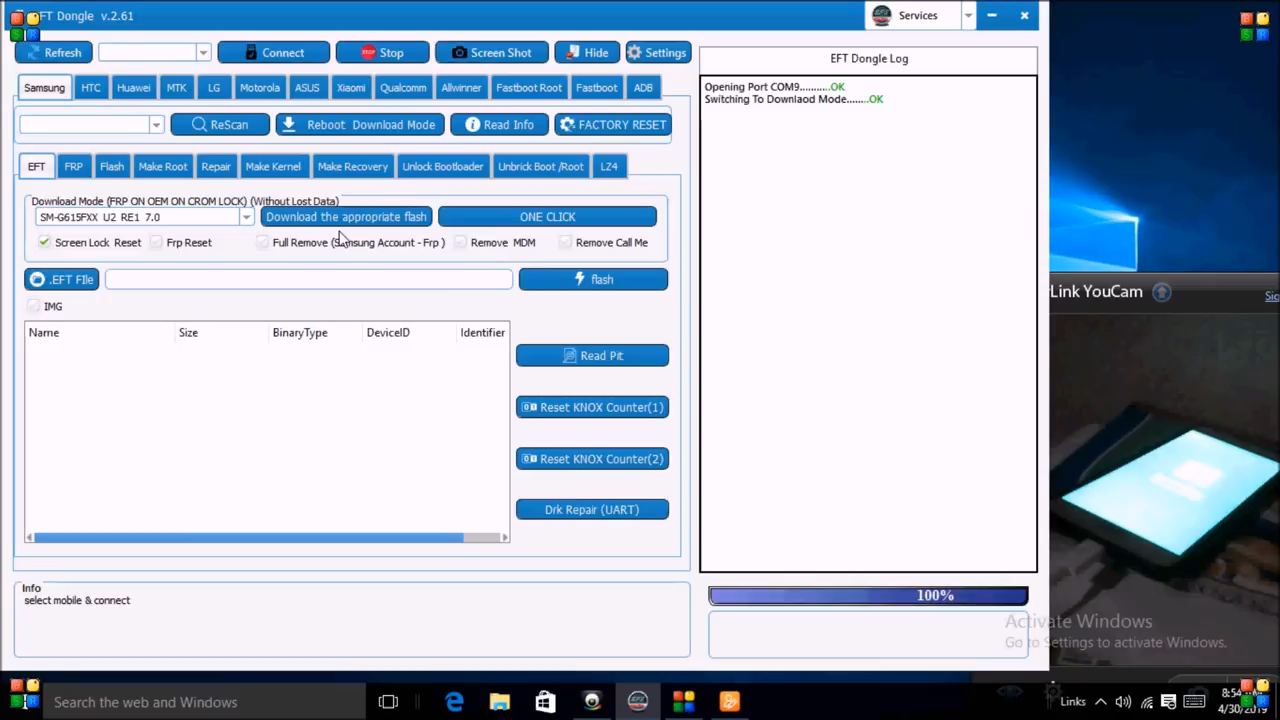 EFT Dongle v.2.61
Services
Refresh
Connect
STOP Stop
Screen Shot
Hide
Settings
EFT Dongle Log
Samsung HTC Huawei MTK LG Motorola ASUS Xiaomi Qualcomm Allwinner Fastboot Root Fastboot ADB
Opening Port COM9..........OK
Switching To Downlaod Mode.......OK
ReScan
Reboot Download Mode
Read Info
FACTORY RESET
EFT FRP Flash Make Root Repair Make Kernel Make Recovery Unlock Bootloader Unbrick Boot /Root LZ4
Download Mode (FRP ON OEM ON CROM LOCK) (Without Lost Data)
SM-G615FXX U2 RE1 7.0
Download the appropriate flash
ONE CLICK
Screen Lock Reset
Frp Reset
Full Remove (Samsung Account - Frp )
Remove MDM
Remove Call Me
.EFT FIle
flash
IMG
Name Size BinaryType DeviceID Identifier
Read Pit
Reset KNOX Counter(1)
Reset KNOX Counter(2)
Drk Repair (UART)
Info
select mobile & connect
100%
Link YouCam
Activate Windows
Go to Settings to activate Windows.
Search the web and Windows
Links
4/30/2019